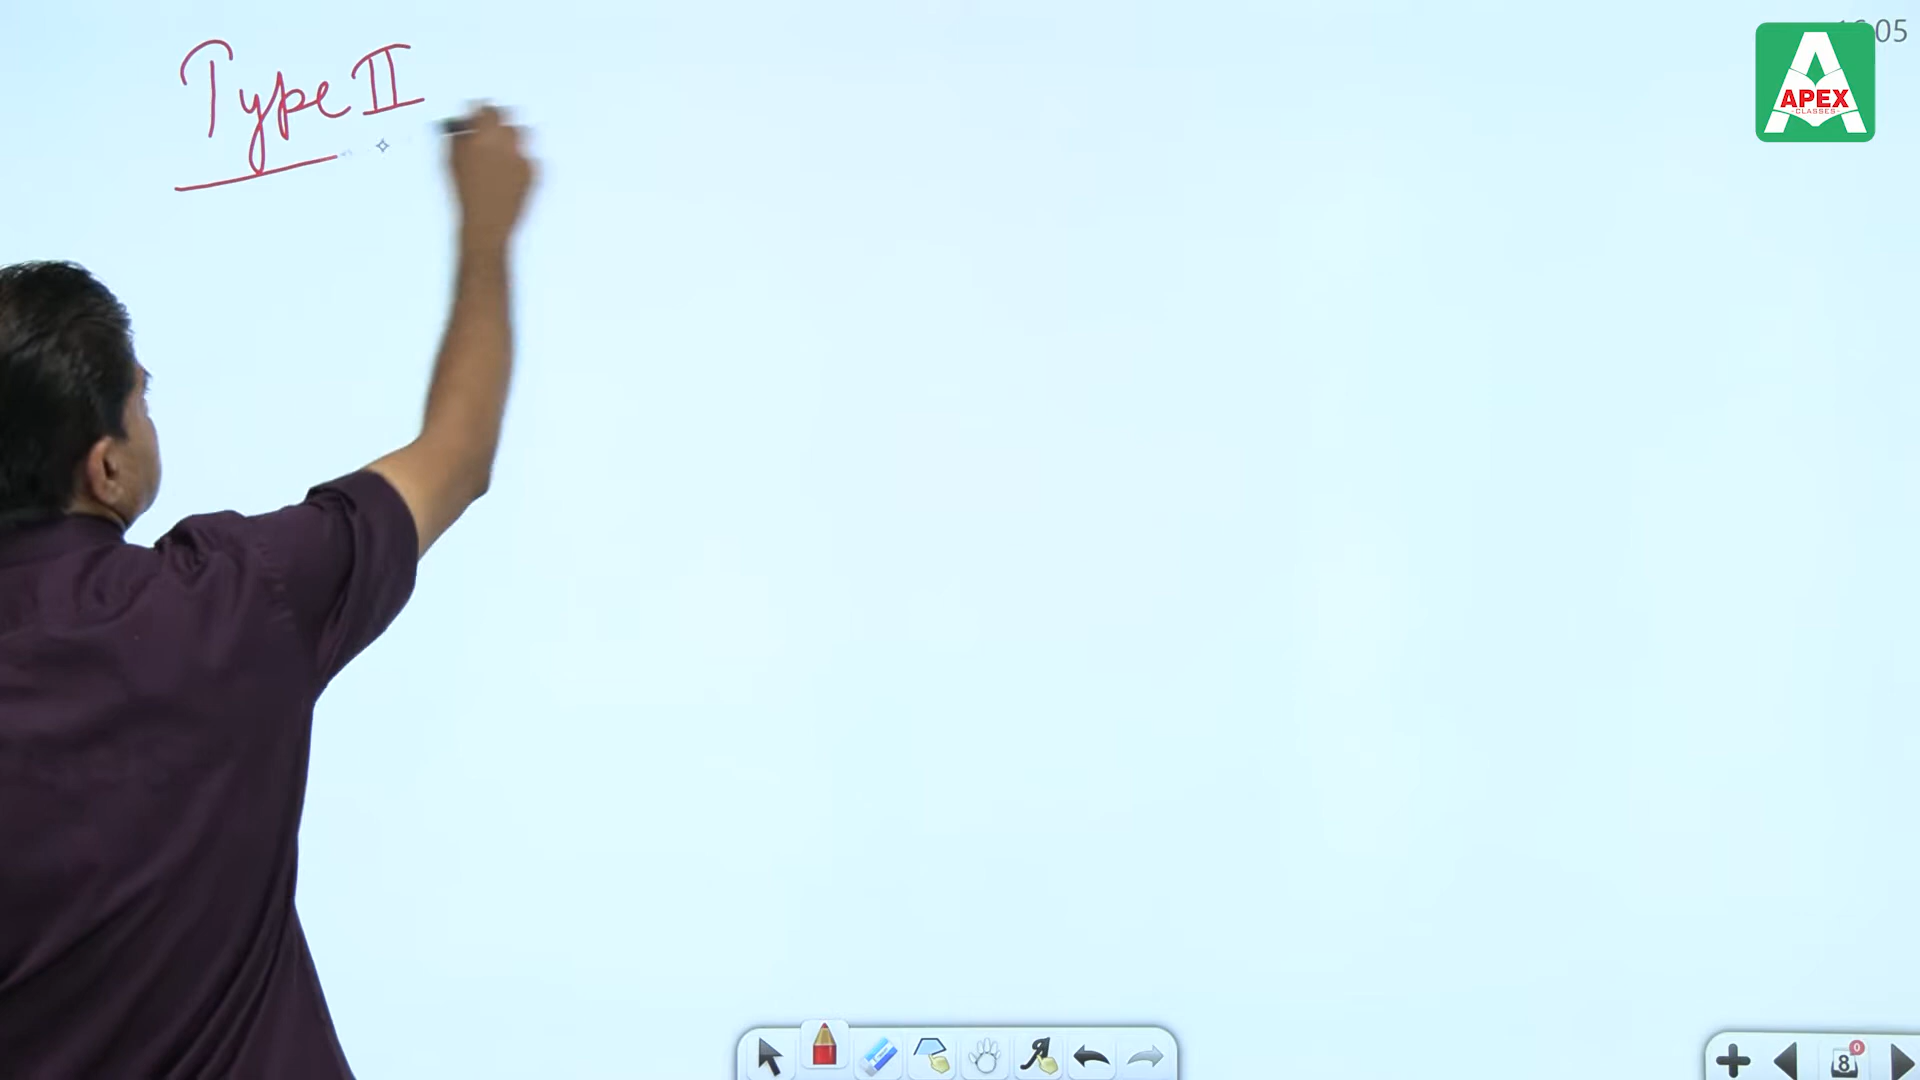 Type II
:05
APEX
CLASSES
8
0